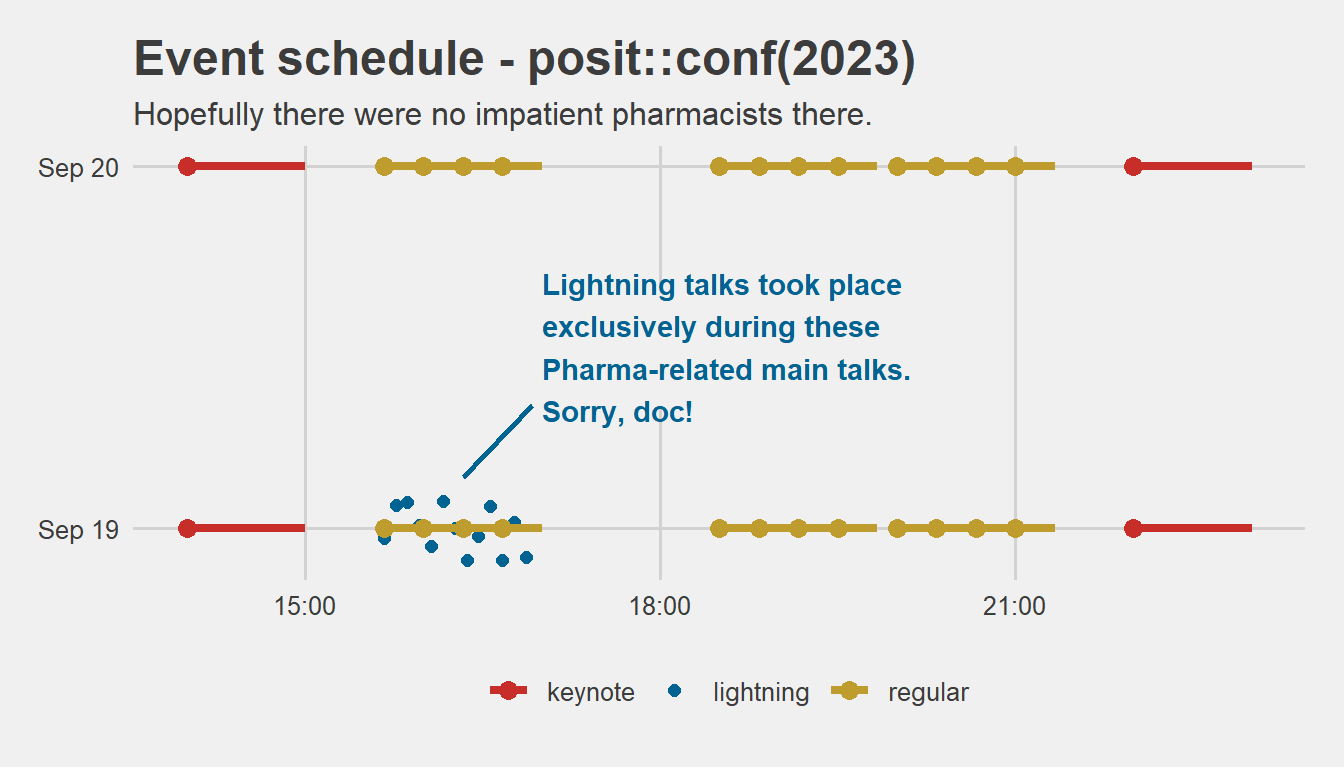 Event schedule - posit::conf(2023)
Hopefully there were no impatient pharmacists there.
Sep 20
Lightning talks took place
exclusively during these
Pharma-related main talks.
Sorry, doc!
Sep 19
15:00 18:00 21:00
keynote lightning regular